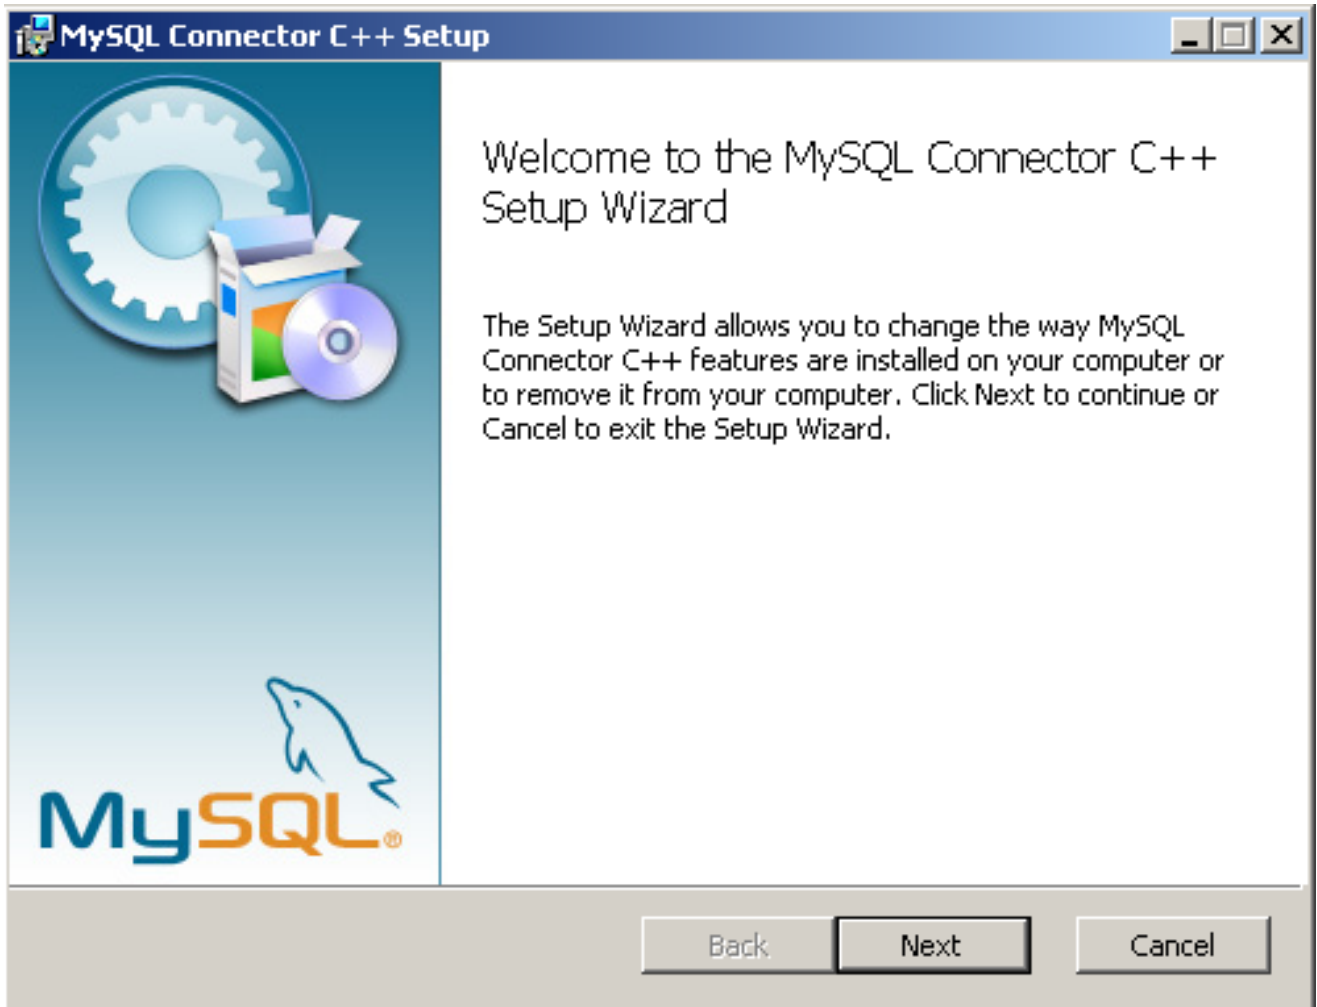 MySQL Connector C++ Setup
Welcome to the MySQL Connector C++
Setup Wizard
The Setup Wizard allows you to change the way MySQL
Connector C++ features are installed on your computer or
to remove it from your computer. Click Next to continue or
Cancel to exit the Setup Wizard.
MySQL®
Back
Next
Cancel